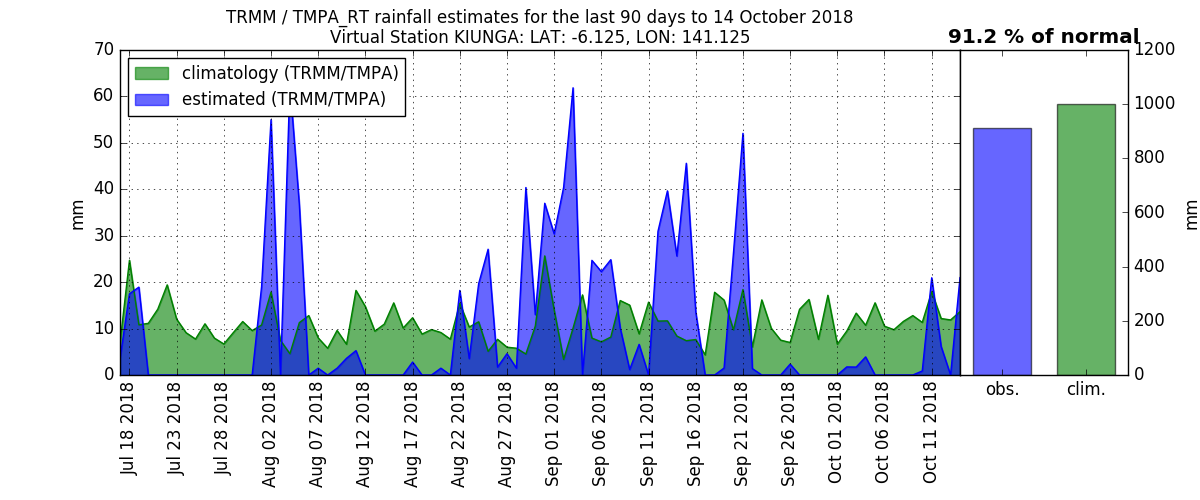 TRMM / TMPA_RT rainfall estimates for the last 90 days to 14 October 2018
Virtual Station KIUNGA: LAT: -6.125, LON: 141.125
91.2 % of normal
climatology (TRMM/TMPA)
estimated (TRMM/TMPA)
mm
70
60
50
40
30
20
10
0
Jul 18 2018
Jul 23 2018
Jul 28 2018
Aug 02 2018
Aug 07 2018
Aug 12 2018
Aug 17 2018
Aug 22 2018
Aug 27 2018
Sep 01 2018
Sep 06 2018
Sep 11 2018
Sep 16 2018
Sep 21 2018
Sep 26 2018
Oct 01 2018
Oct 06 2018
Oct 11 2018
obs.
clim.
1200
1000
800
600
400
200
0
mm